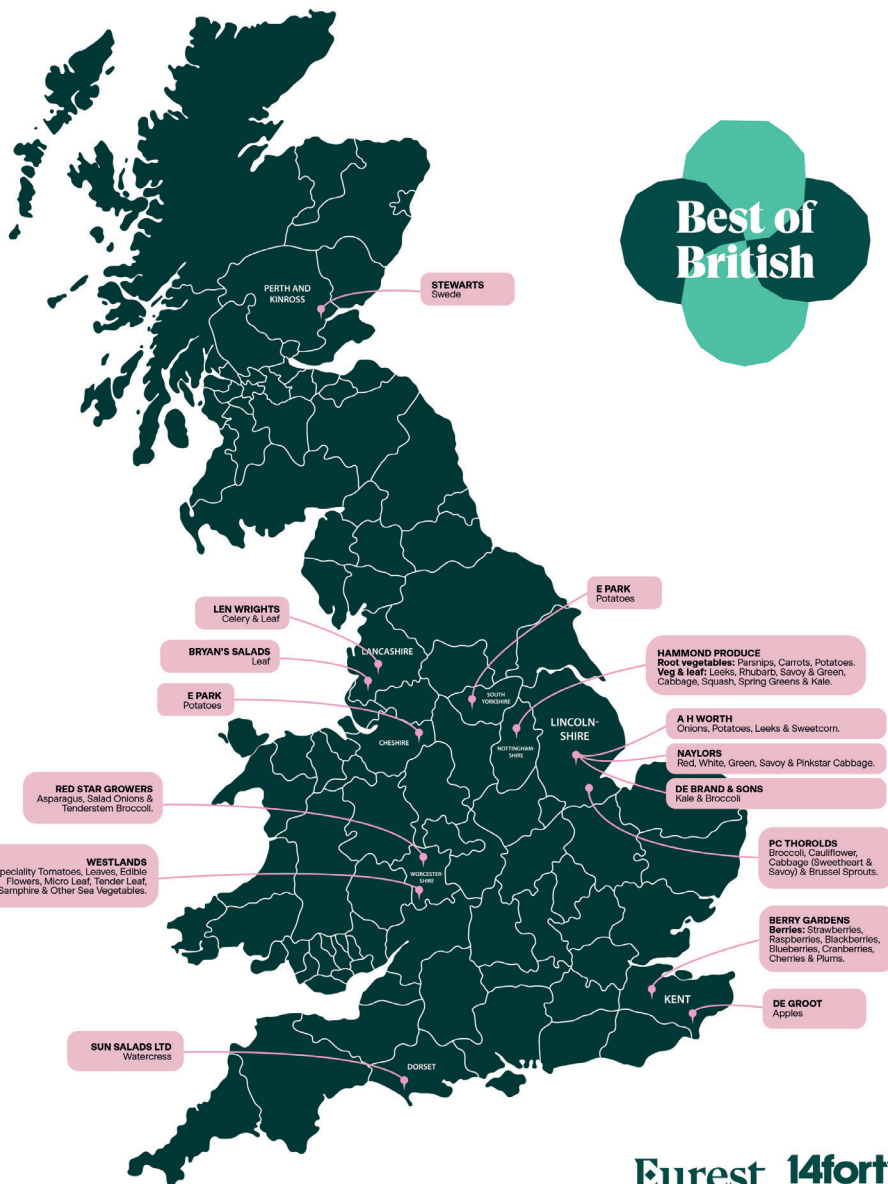 Best of
British
PERTH AND
KINROSS
STEWARTS
Swede
E PARK
Potatoes
LEN WRIGHTS
Celery & Leaf
LANCASHIRE
BRYAN'S SALADS
Leaf
HAMMOND PRODUCE
Root vegetables: Parsnips, Carrots, Potatoes.
Veg & leaf: Leeks, Rhubarb, Savoy & Green,
Cabbage, Squash, Spring Greens & Kale.
E PARK
Potatoes
SOUTH
YORKSHIRE
CHESHIRE
NOTTINGHAM-
SHIRE
LINCOLN-
SHIRE
A H WORTH
Onions, Potatoes, Leeks & Sweetcorn.
NAYLORS
Red, White, Green, Savoy & Pinkstar Cabbage.
DE BRAND & SONS
Kale & Broccoli
RED STAR GROWERS
Asparagus, Salad Onions &
Tenderstem Broccoli.
PC THOROLDS
Broccoli, Cauliflower,
Cabbage (Sweetheart &
Savoy) & Brussel Sprouts.
WESTLANDS
peciality Tomatoes, Leaves, Edible
Flowers, Micro Leaf, Tender Leaf,
Samphire & Other Sea Vegetables.
WORCESTER-
SHIRE
BERRY GARDENS
Berries: Strawberries,
Raspberries, Blackberries,
Blueberries, Cranberries,
Cherries & Plums.
KENT
DE GROOT
Apples
SUN SALADS LTD
Watercress
DORSET
Eurest
14fort